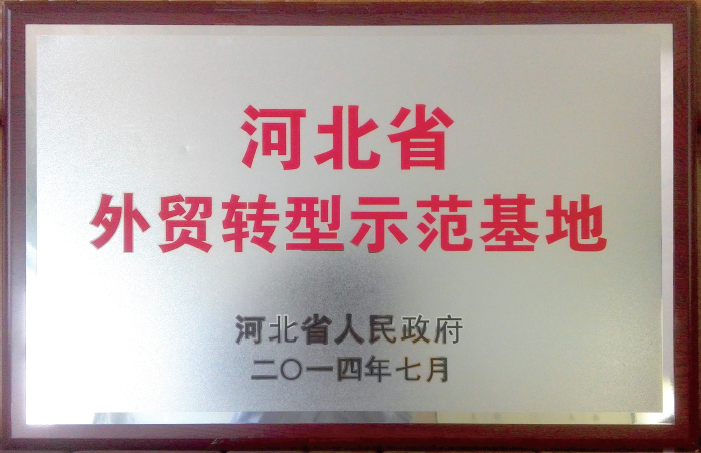 河北省
外贸转型示范基地
河北省人民政府
二〇一四年七月